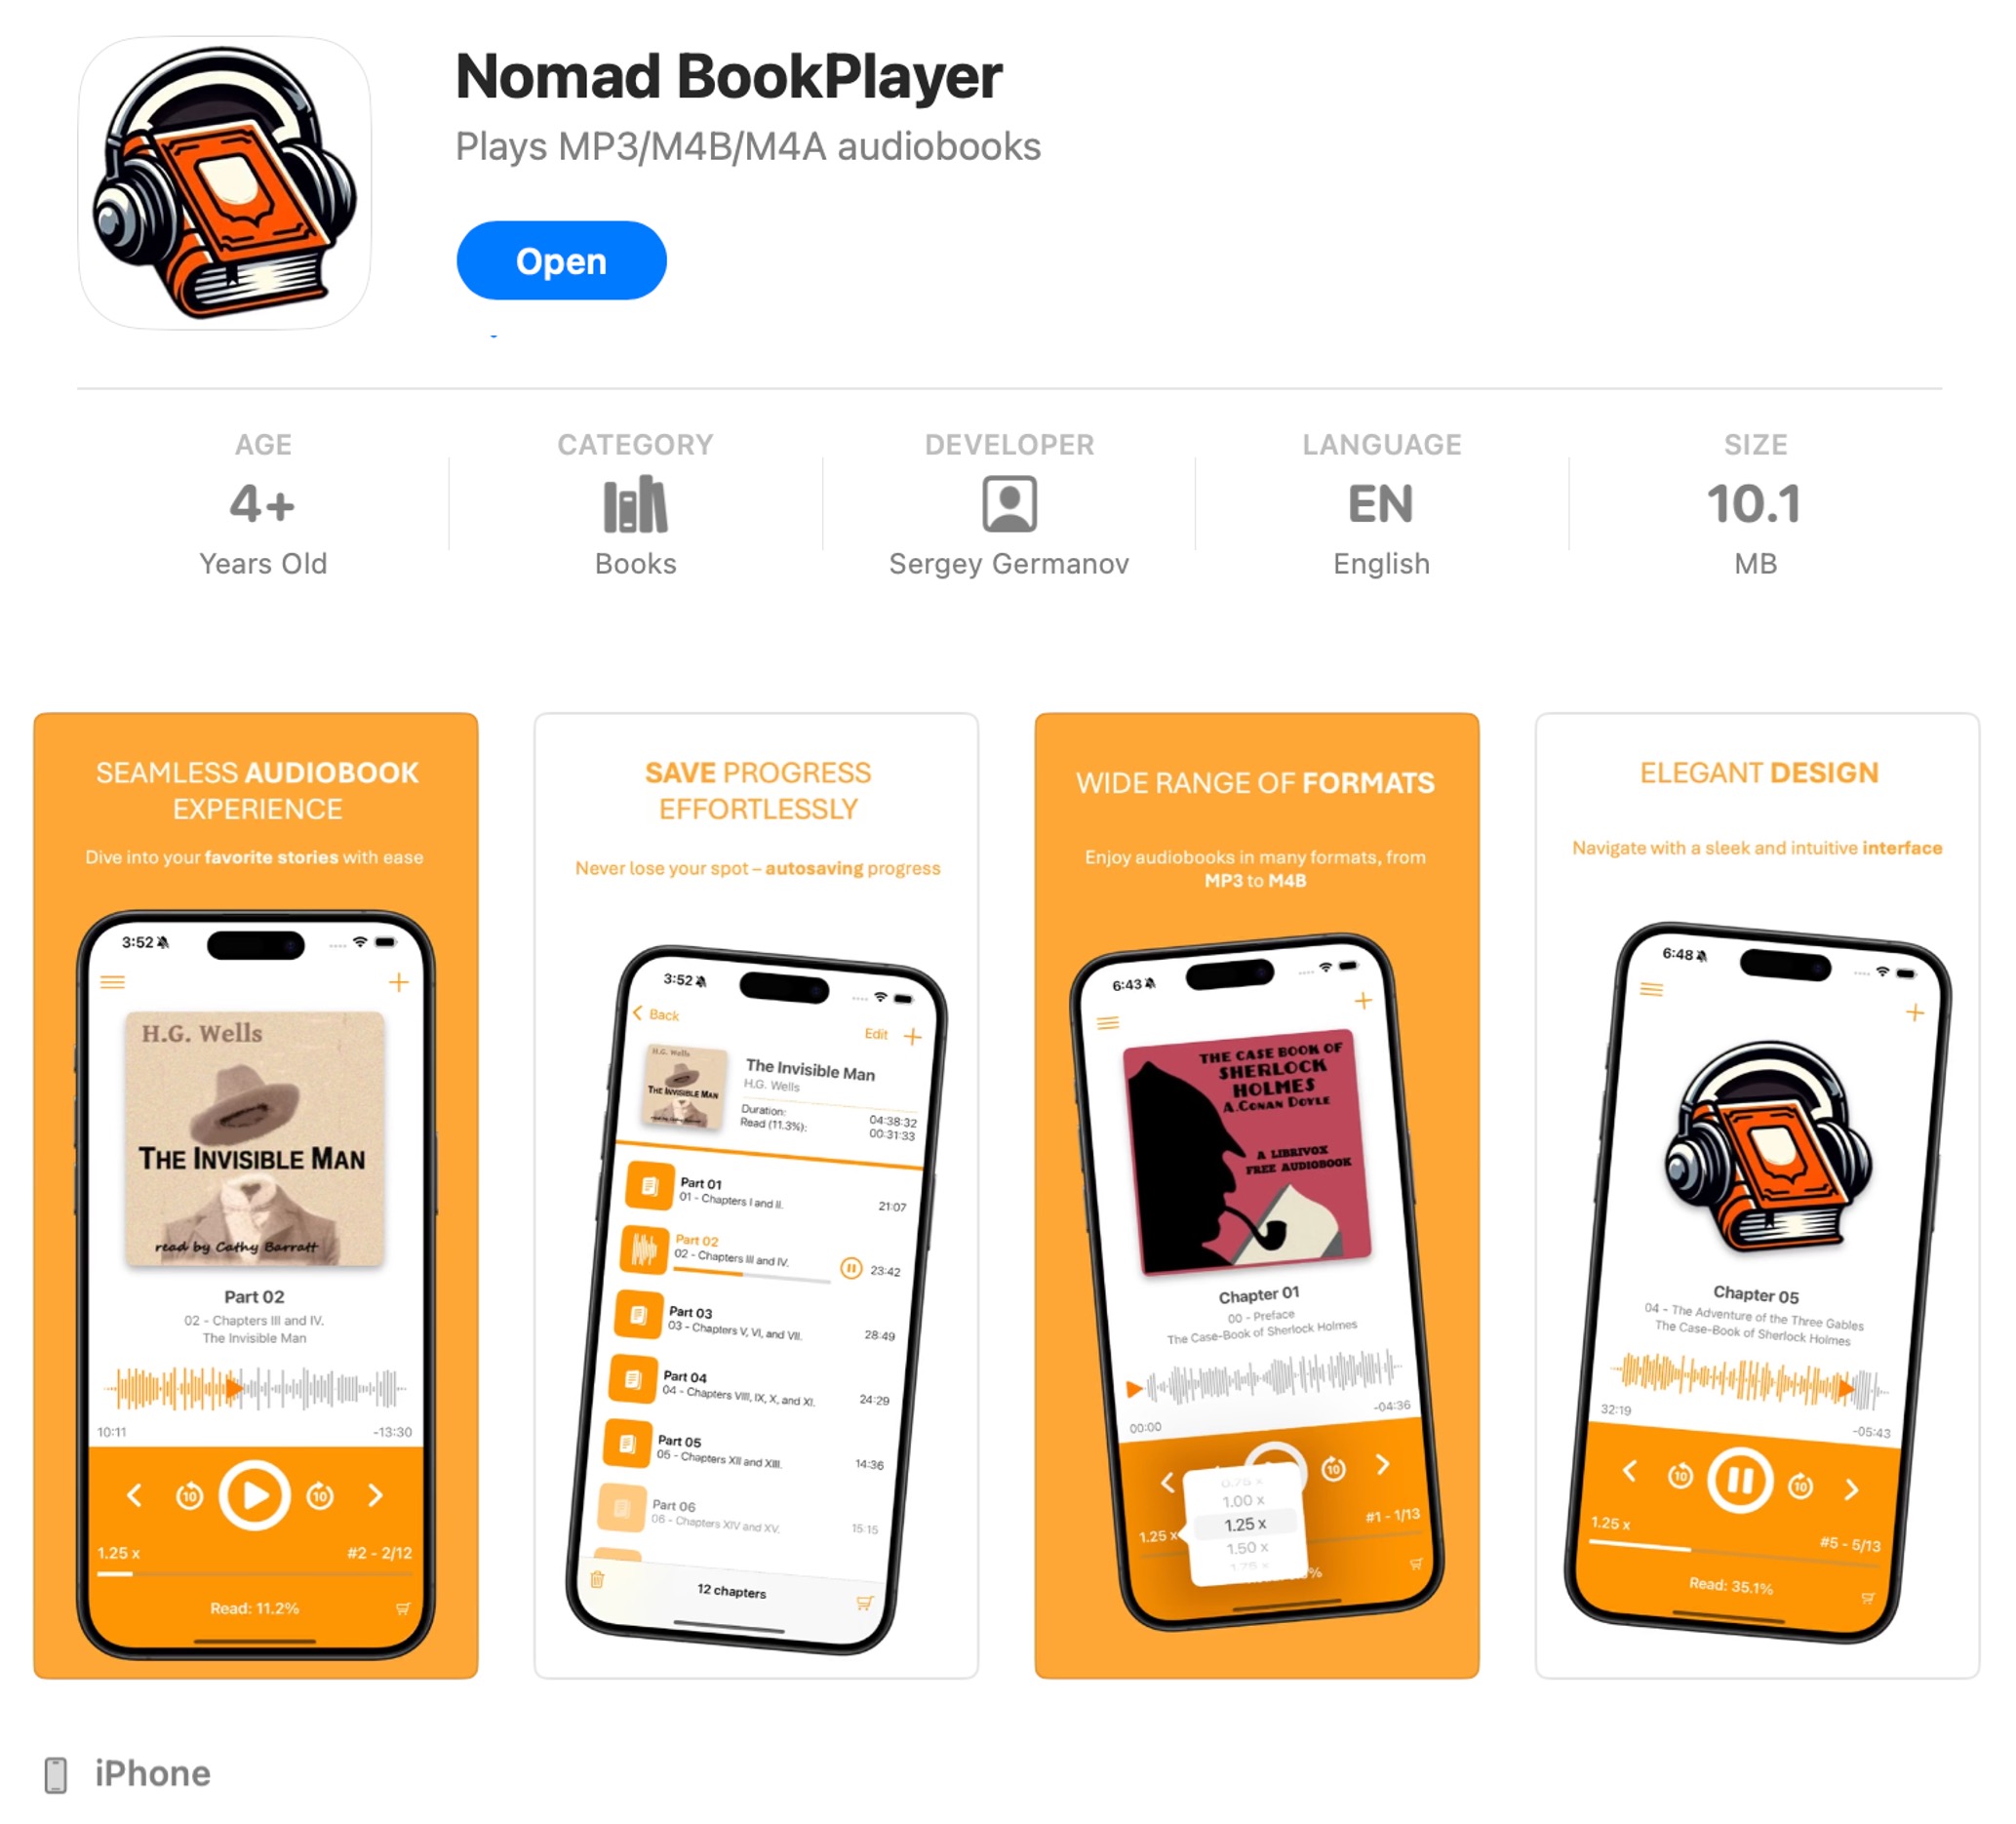 Nomad BookPlayer
Plays MP3/M4B/M4A audiobooks
Open
AGE
4+
Years Old
CATEGORY
Books
DEVELOPER
Sergey Germanov
LANGUAGE
EN
English
SIZE
10.1
MB
SEAMLESS AUDIOBOOK
EXPERIENCE
Dive into your favorite stories with ease
3:52
H.G. Wells
THE INVISIBLE MAN
read by Cathy Barratt
Part 02
02 - Chapters III and IV.
The Invisible Man
10:11
-13:30
10
10
1.25 x
#2 - 2/12
Read: 11.2%
SAVE PROGRESS
EFFORTLESSLY
Never lose your spot – autosaving progress
3:52
Back
Edit
H.G. Wells
THE INVISIBLE MAN
The Invisible Man
H.G. Wells
Duration: 04:38:32
Read (11.3%): 00:31:33
Part 01
01 - Chapters I and II.
21:07
Part 02
02 - Chapters III and IV.
23:42
Part 03
03 - Chapters V, VI, and VII.
28:49
Part 04
04 - Chapters VIII, IX, X, and XI.
24:29
Part 05
05 - Chapters XII and XIII.
14:36
Part 06
06 - Chapters XIV and XV.
15:15
12 chapters
WIDE RANGE OF FORMATS
Enjoy audiobooks in many formats, from
MP3 to M4B
6:43
THE CASE BOOK OF
SHERLOCK
HOLMES
A.CONAN DOYLE
A LIBRIVOX
FREE AUDIOBOOK
Chapter 01
00 - Preface
The Case-Book of Sherlock Holmes
00:00
-04:36
10
0.75 x
1.00 x
1.25 x
1.50 x
1.75 x
1.25 x
#1 - 1/13
%
ELEGANT DESIGN
Navigate with a sleek and intuitive interface
6:48
Chapter 05
04 - The Adventure of the Three Gables
The Case-Book of Sherlock Holmes
32:19
-05:43
10
10
1.25 x
#5 - 5/13
Read: 35.1%
iPhone